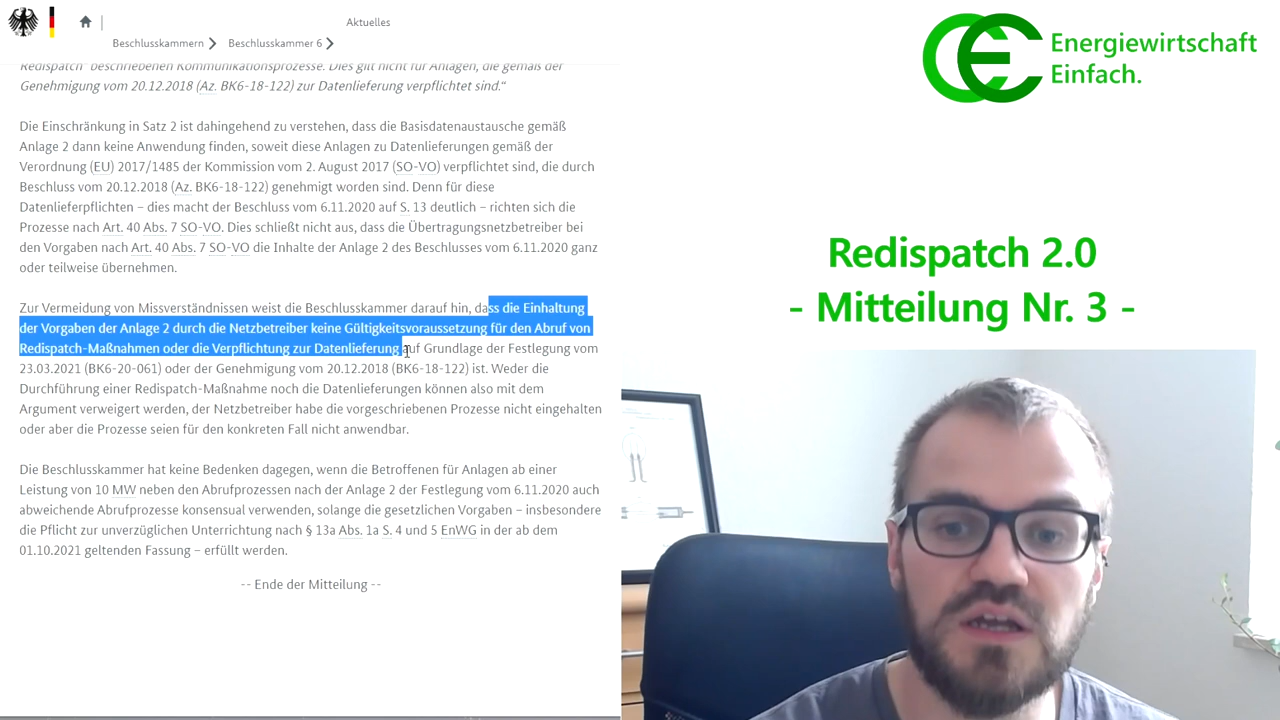 Aktuelles
Beschlusskammern
Beschlusskammer 6
Redispatch" beschriebenen Kommunikationsprozesse. Dies gilt nicht für Anlagen, die gemäß der
Genehmigung vom 20.12.2018 (Az. BK6-18-122) zur Datenlieferung verpflichtet sind.“
Die Einschränkung in Satz 2 ist dahingehend zu verstehen, dass die Basisdatenaustausche gemäß
Anlage 2 dann keine Anwendung finden, soweit diese Anlagen zu Datenlieferungen gemäß der
Verordnung (EU) 2017/1485 der Kommission vom 2. August 2017 (SO-VO) verpflichtet sind, die durch
Beschluss vom 20.12.2018 (Az. BK6-18-122) genehmigt worden sind. Denn für diese
Datenlieferpflichten – dies macht der Beschluss vom 6.11.2020 auf S. 13 deutlich – richten sich die
Prozesse nach Art. 40 Abs. 7 SO-VO. Dies schließt nicht aus, dass die Übertragungsnetzbetreiber bei
den Vorgaben nach Art. 40 Abs. 7 SO-VO die Inhalte der Anlage 2 des Beschlusses vom 6.11.2020 ganz
oder teilweise übernehmen.
Zur Vermeidung von Missverständnissen weist die Beschlusskammer darauf hin, dass die Einhaltung
der Vorgaben der Anlage 2 durch die Netzbetreiber keine Gültigkeitsvoraussetzung für den Abruf von
Redispatch-Maßnahmen oder die Verpflichtung zur Datenlieferung auf Grundlage der Festlegung vom
23.03.2021 (BK6-20-061) oder der Genehmigung vom 20.12.2018 (BK6-18-122) ist. Weder die
Durchführung einer Redispatch-Maßnahme noch die Datenlieferungen können also mit dem
Argument verweigert werden, der Netzbetreiber habe die vorgeschriebenen Prozesse nicht eingehalten
oder aber die Prozesse seien für den konkreten Fall nicht anwendbar.
Die Beschlusskammer hat keine Bedenken dagegen, wenn die Betroffenen für Anlagen ab einer
Leistung von 10 MW neben den Abrufprozessen nach der Anlage 2 der Festlegung vom 6.11.2020 auch
abweichende Abrufprozesse konsensual verwenden, solange die gesetzlichen Vorgaben – insbesondere
die Pflicht zur unverzüglichen Unterrichtung nach § 13a Abs. 1a S. 4 und 5 EnWG in der ab dem
01.10.2021 geltenden Fassung – erfüllt werden.
-- Ende der Mitteilung --
Energiewirtschaft
Einfach.
Redispatch 2.0
- Mitteilung Nr. 3 -